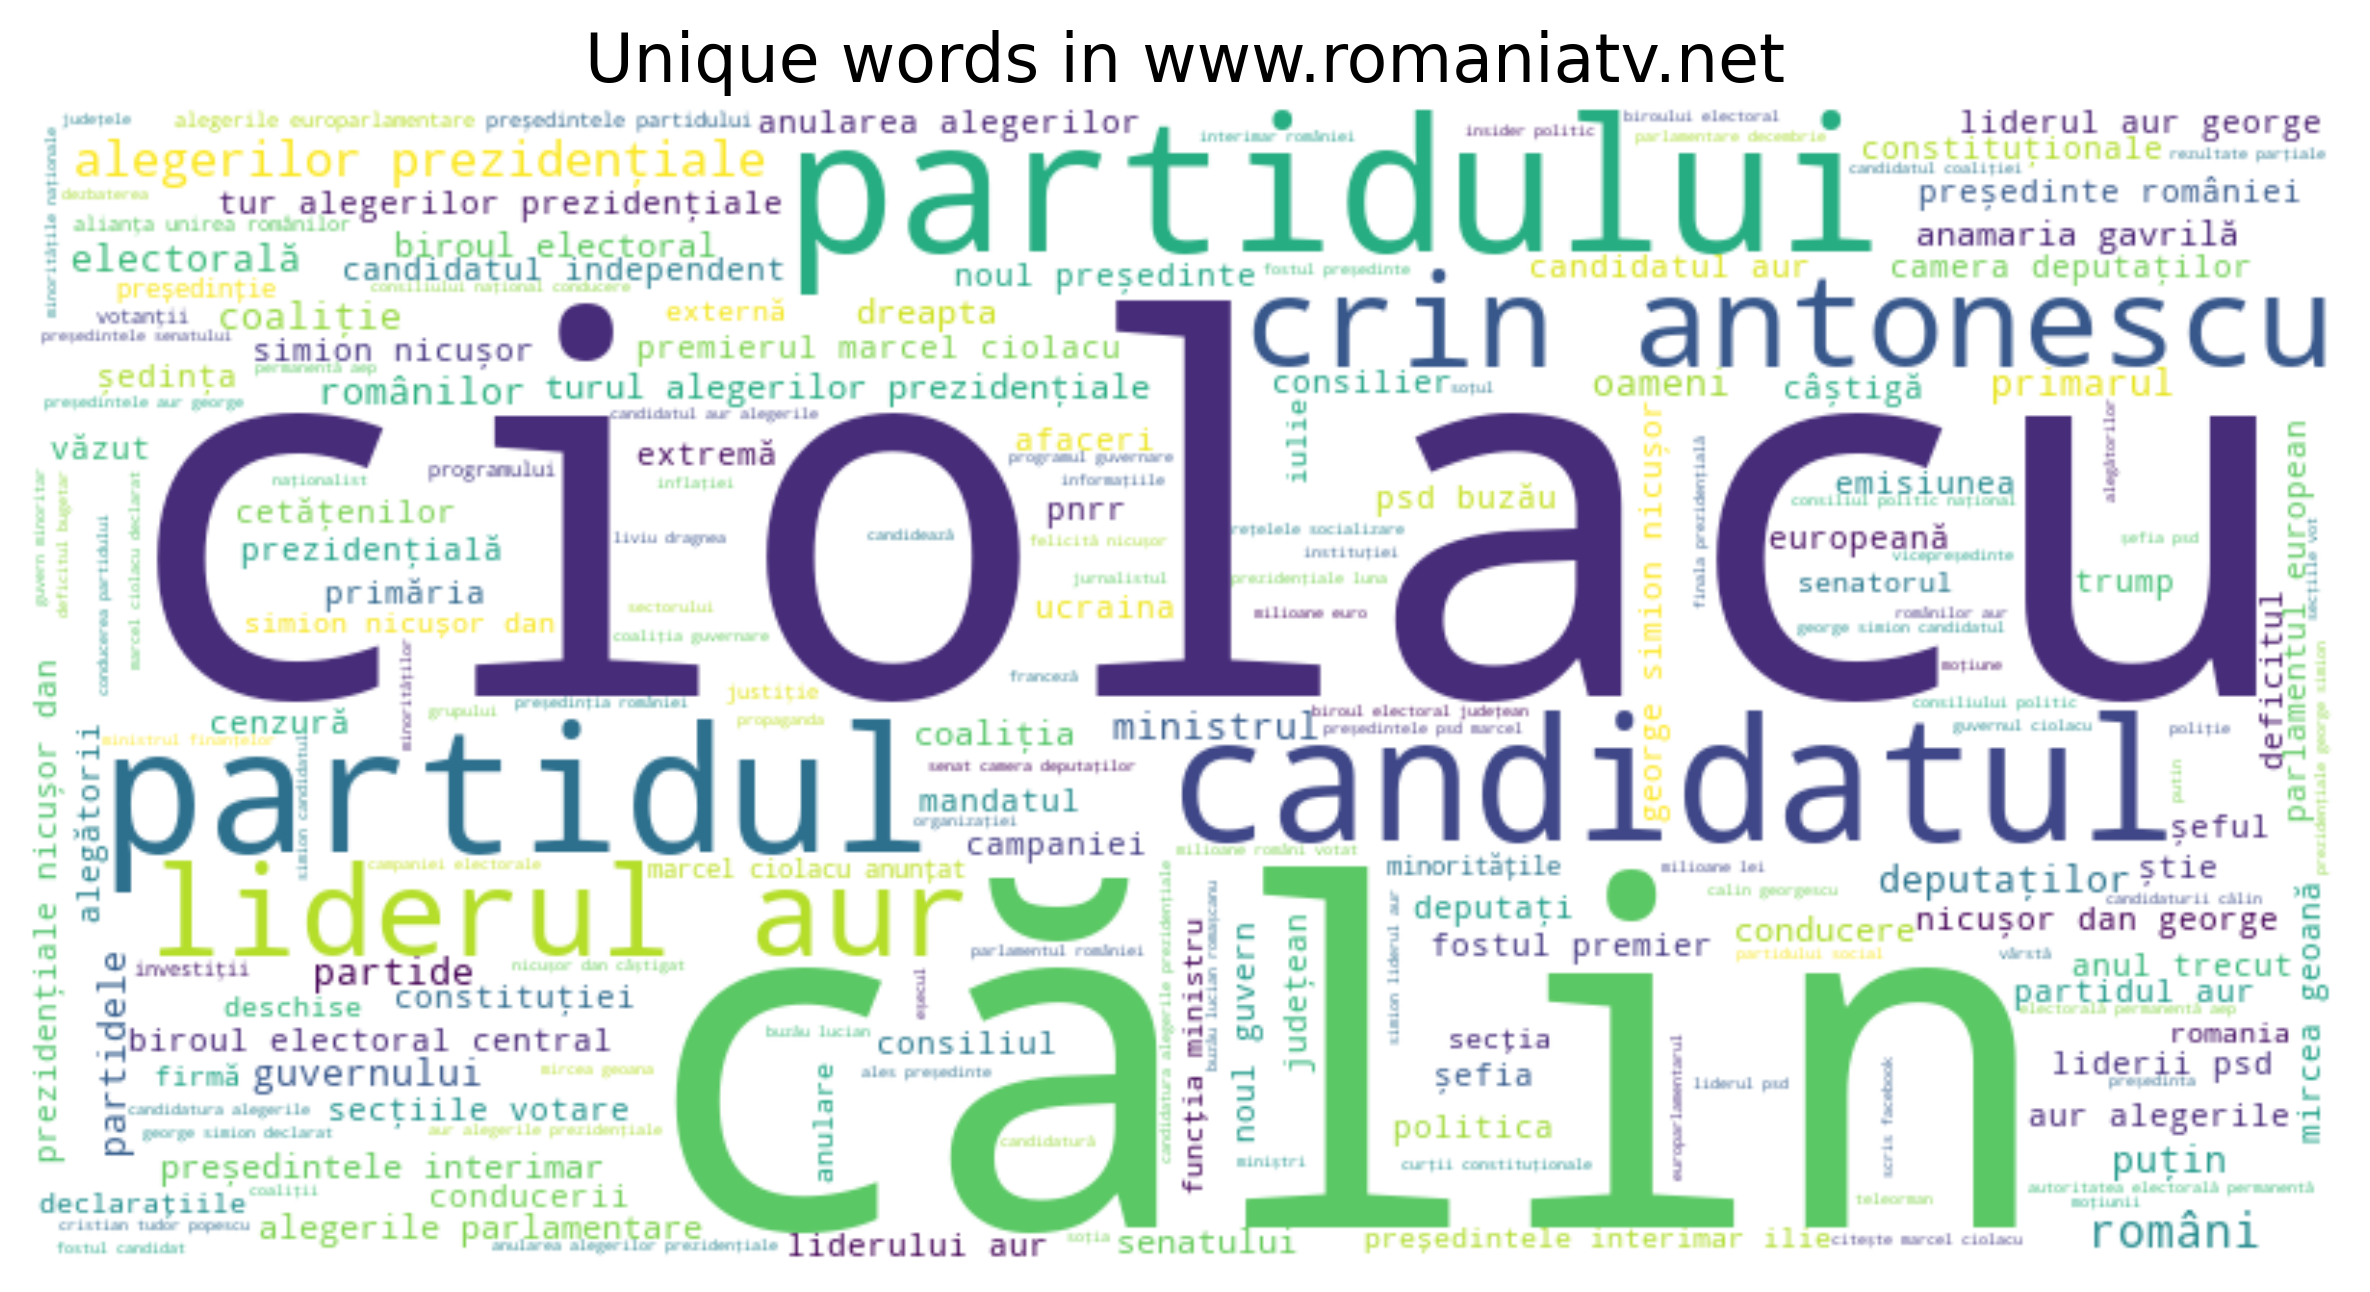 Unique words in www.romaniatv.net
județele
alegerile europarlamentare
președintele partidului
anularea alegerilor
interimar româniei
insider politic
biroului electoral
parlamentare decembrie
liderul aur george
alegerilor prezidențiale
partidului
constituționale
rezultate parțiale
candidatul coaliției
dezbaterea
minoritățile naționale
tur alegerilor prezidențiale
președinte româniei
alianța unirea românilor
biroul electoral
anamaria gavrilă
electorală
candidatul independent
noul președinte
fostul președinte
candidatul aur
camera deputaților
președinție
consiliului național conducere
crin antonescu
votanții
coaliție
externă
dreapta
președintele senatului
simion nicușor
premierul marcel ciolacu
permanentă aep
ședința
românilor
turul alegerilor prezidențiale
consilier
soțul
oameni
câștigă
primarul
președintele aur george
candidatul aur alegerile
ciolacu
văzut
extremă
afaceri
iulie
programului
programul guvernare
george simion nicușor
finala prezidențială
alegătorilor
parlamentul european
naționalist
inflației
informațiile
emisiunea
psd buzău
consiliul politic național
guvern minoritar
deficitul bugetar
conducerea partidului
marcel ciolacu declarat
cetățenilor
pnrr
rețelele socializare
liviu dragnea
candidează
felicită nicușor
instituției
europeană
șefia psd
vicepreședinte
secțiile vot
prezidențială
jurnalistul
prezidențiale luna
senatorul
trump
primăria
sectorului
ucraina
milioane euro
românilor aur
simion nicușor dan
coaliția guvernare
george simion candidatul
minorităților
franceză
moțiune
deficitul
prezidențiale george simion
justiție
președinția româniei
grupului
propaganda
cenzură
consiliului politic
biroul electoral județean
guvernul ciolacu
poliție
prezidențiale nicușor dan
alegătorii
ministrul finanțelor
simion candidatul
coaliția
ministrul
președintele psd marcel
partidul
senat camera deputaților
candidatul
putin
mandatul
organizației
șeful
campaniei
campaniei electorale
marcel ciolacu anunțat
milioane români votat
minoritățile
milioane lei
deputaților
știe
liderul aur
călin
calin georgescu
candidaturii călin
deputați
nicușor dan george
parlamentul româniei
fostul premier
conducere
partidului social
vârstă
partidele
investiții
partide
nicușor dan câștigat
eșecul
candidatura alegerile prezidențiale
funcția ministru
buzău lucian romașcanu
noul guvern
județean
simion liderul aur
anul trecut
mircea geoană
deschise
constituției
partidul aur
electorală permanentă aep
biroul electoral central
buzău lucian
consiliul
secția
romania
firmă
guvernului
mircea geoana
ales președinte
șefia
liderul psd
liderii psd
președinta
europarlamentarul
scris facebook
candidatura alegerile
secțiile votare
anulare
aur alegerile
george simion declarat
aur alegerile prezidențiale
candidatură
politica
președintele interimar
miniștri
curții constituționale
puțin
coaliții
conducerii
autoritatea electorală permanentă
declarațiile
teleorman
moțiunii
cristian tudor popescu
alegerile parlamentare
români
fostul candidat
anularea alegerilor prezidențiale
liderului aur
soția
senatului
președintele interimar ilie
citește marcel ciolacu